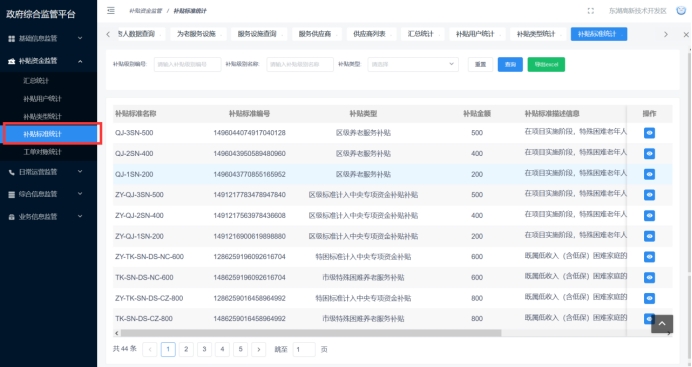 政府综合监管平台
补贴资金监管 / 补贴标准统计
东湖高新技术开发区
基础信息监管
补贴资金监管
汇总统计
补贴用户统计
补贴类型统计
补贴标准统计
工单对账统计
日常运营监管
综合信息监管
业务信息监管
老人数据查询 为老服务设施 服务设施查询 服务供应商 供应商列表 汇总统计 补贴用户统计 补贴类型统计 补贴标准统计
补贴级别编号: 请输入补贴级别编号 补贴级别名称: 请输入补贴级别名称 补贴类型: 请选择 重置 查询 导出excel
补贴标准名称 补贴标准编号 补贴类型 补贴金额 补贴标准描述信息 操作
QJ-3SN-500 1496044074917040128 区级养老服务补贴 500 在项目实施阶段，特殊困难老年人
QJ-2SN-400 1496043950589480960 区级养老服务补贴 400 在项目实施阶段，特殊困难老年人
QJ-1SN-200 1496043770855165952 区级养老服务补贴 200 在项目实施阶段，特殊困难老年人
ZY-QJ-3SN-500 1491217783478947840 区级标准计入中央专项资金补贴补贴 500 在项目实施阶段，特殊困难老年人
ZY-QJ-2SN-400 1491217563978436608 区级标准计入中央专项资金补贴补贴 400 在项目实施阶段，特殊困难老年人
ZY-QJ-1SN-200 1491216900619898880 区级标准计入中央专项资金补贴补贴 200 在项目实施阶段，特殊困难老年人
ZY-TK-SN-DS-NC-600 1286259196092616704 特困标准计入中央专项资金补贴 600 既属低收入（含低保）困难家庭的
TK-SN-DS-NC-600 1486259196092616704 市级特殊困难养老服务补贴 600 既属低收入（含低保）困难家庭的
ZY-TK-SN-DS-CZ-800 1286259016458964992 特困标准计入中央专项资金补贴 800 既属低收入（含低保）困难家庭的
TK-SN-DS-CZ-800 1486259016458964992 市级特殊困难养老服务补贴 800 既属低收入（含低保）困难家庭的
共 44 条 1 2 3 4 5 跳至 1 页